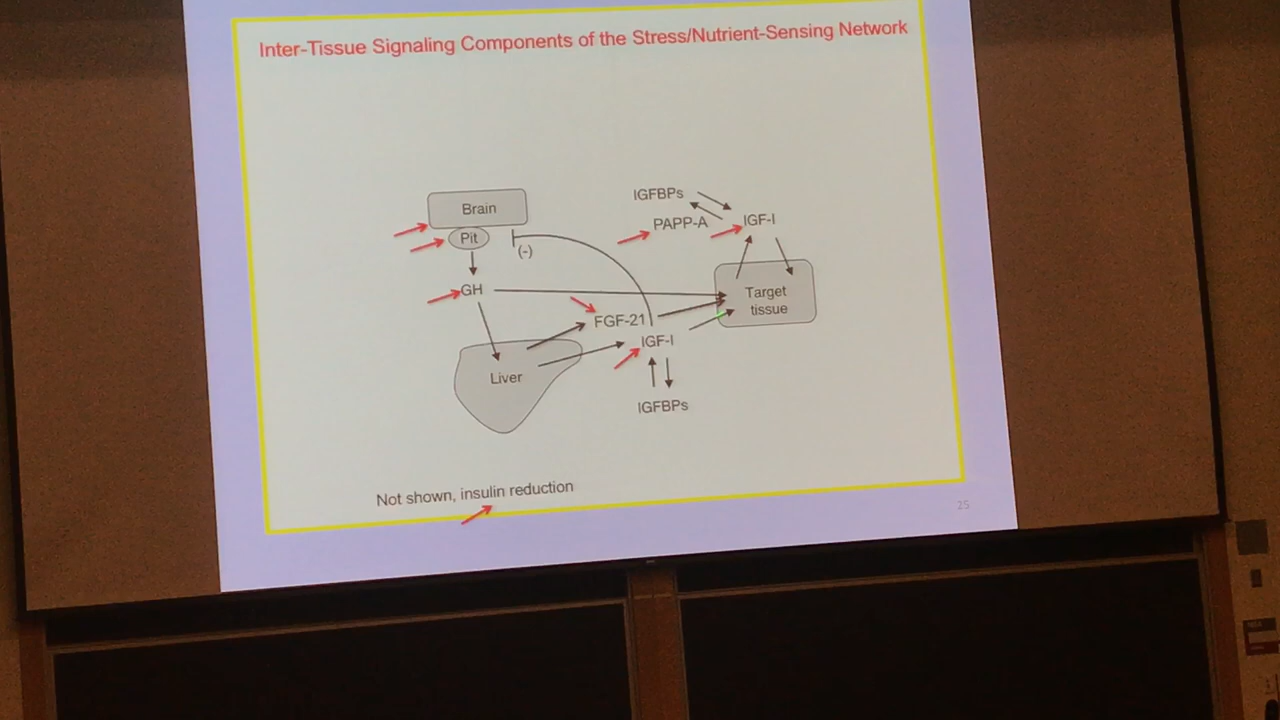 Inter-Tissue Signaling Components of the Stress/Nutrient-Sensing Network
Brain
Pit
(-)
IGFBPs
PAPP-A
IGF-I
GH
Target
tissue
FGF-21
IGF-I
Liver
IGFBPs
Not shown, insulin reduction
25